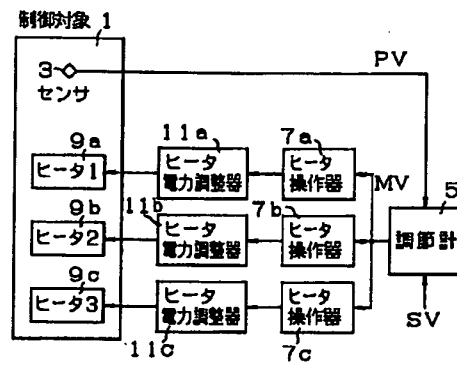 制御対象 1
3
センサ
PV
9a
ヒータ1
11a
ヒータ
電力調整器
7a
ヒータ
操作器
MV
5
調節計
SV
9b
ヒータ2
11b
ヒータ
電力調整器
7b
ヒータ
操作器
9c
ヒータ3
ヒータ
電力調整器
11c
ヒータ
操作器
7c